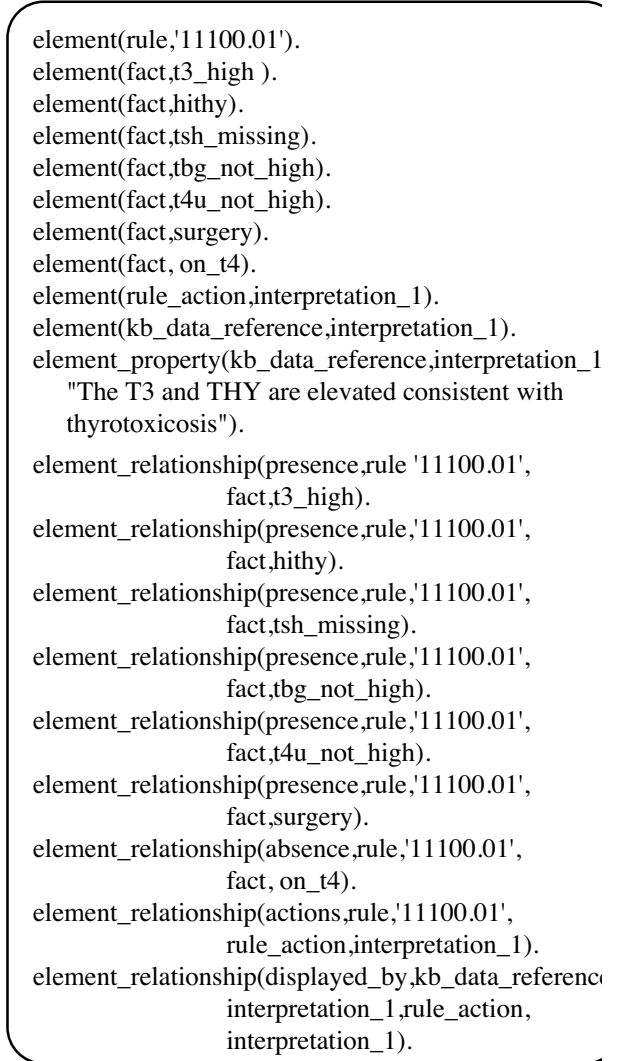 element(rule,'11100.01').
element(fact,t3_high ).
element(fact,hithy).
element(fact,tsh_missing).
element(fact,tbg_not_high).
element(fact,t4u_not_high).
element(fact,surgery).
element(fact, on_t4).
element(rule_action,interpretation_1).
element(kb_data_reference,interpretation_1).
element_property(kb_data_reference,interpretation_1
"The T3 and THY are elevated consistent with
thyrotoxicosis").
element_relationship(presence,rule '11100.01',
fact,t3_high).
element_relationship(presence,rule,'11100.01',
fact,hithy).
element_relationship(presence,rule,'11100.01',
fact,tsh_missing).
element_relationship(presence,rule,'11100.01',
fact,tbg_not_high).
element_relationship(presence,rule,'11100.01',
fact,t4u_not_high).
element_relationship(presence,rule,'11100.01',
fact,surgery).
element_relationship(absence,rule,'11100.01',
fact, on_t4).
element_relationship(actions,rule,'11100.01',
rule_action,interpretation_1).
element_relationship(displayed_by,kb_data_reference
interpretation_1,rule_action,
interpretation_1).